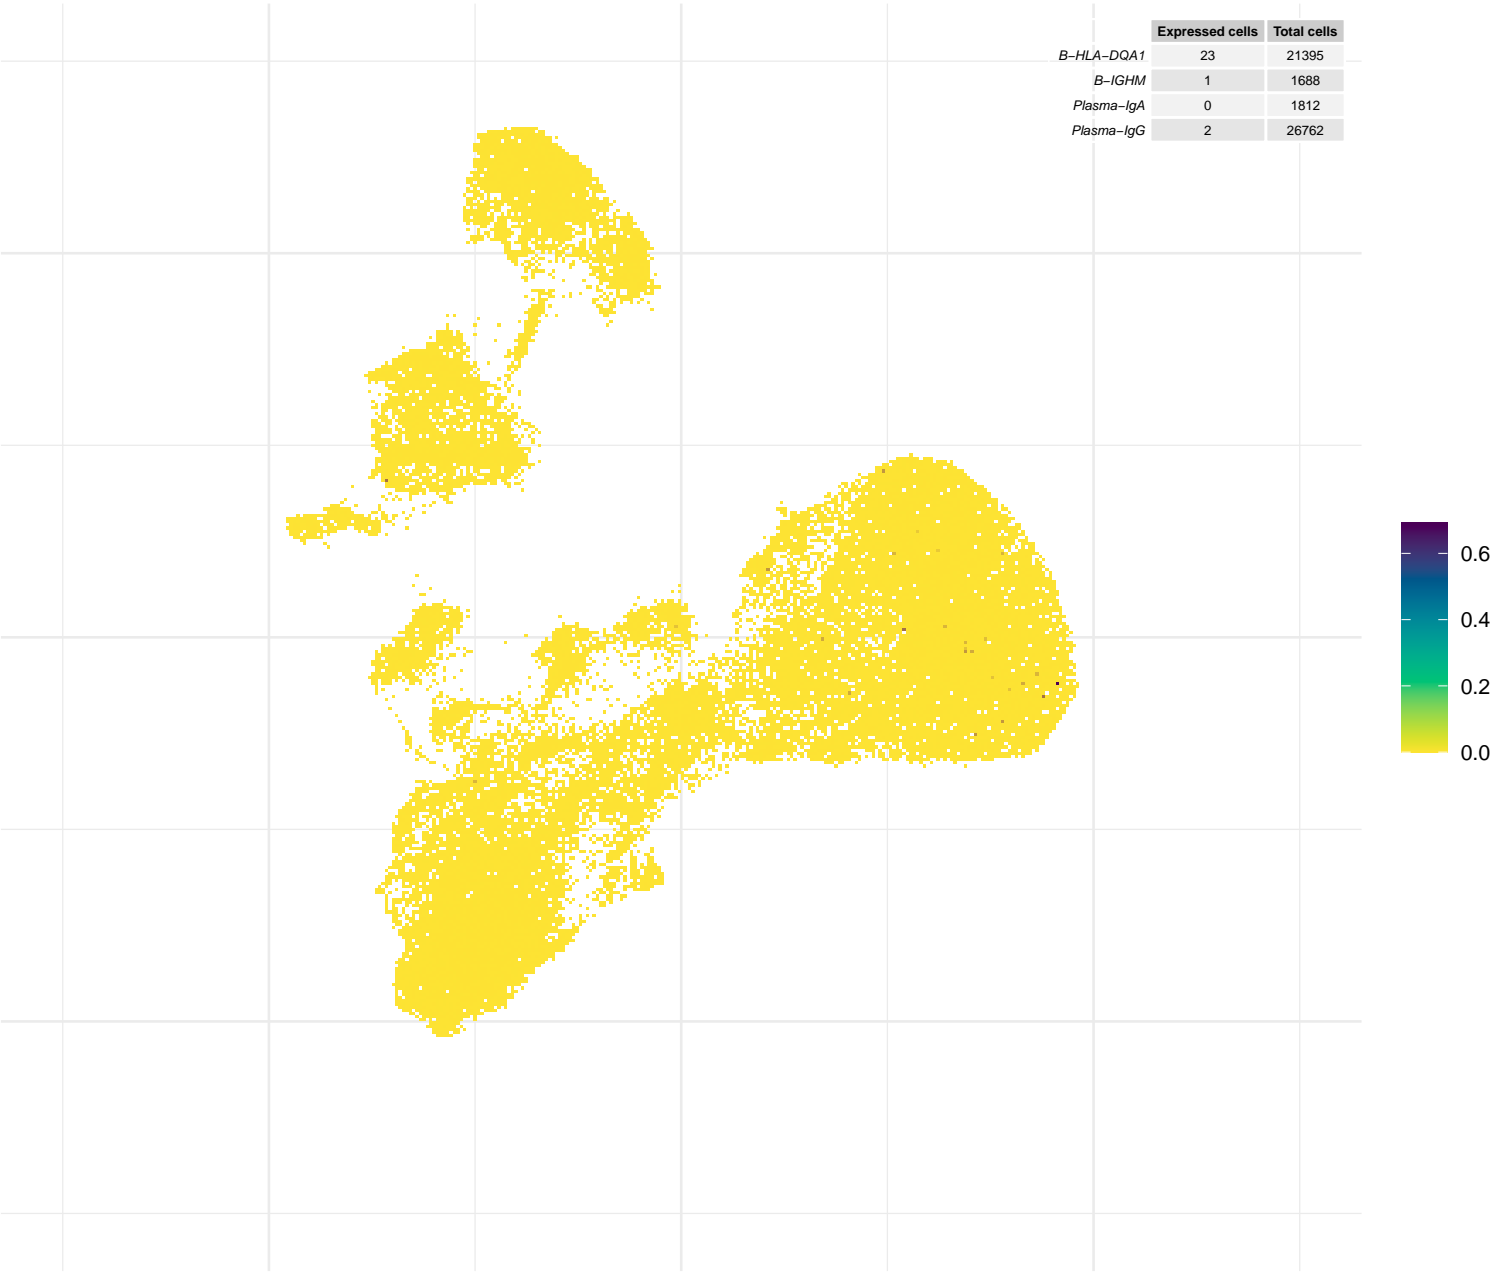 Expressed cells Total cells
B−HLA−DQA1 23 21395
B−IGHM 1 1688
Plasma−IgA 0 1812
Plasma−IgG 2 26762
0.6
0.4
0.2
0.0